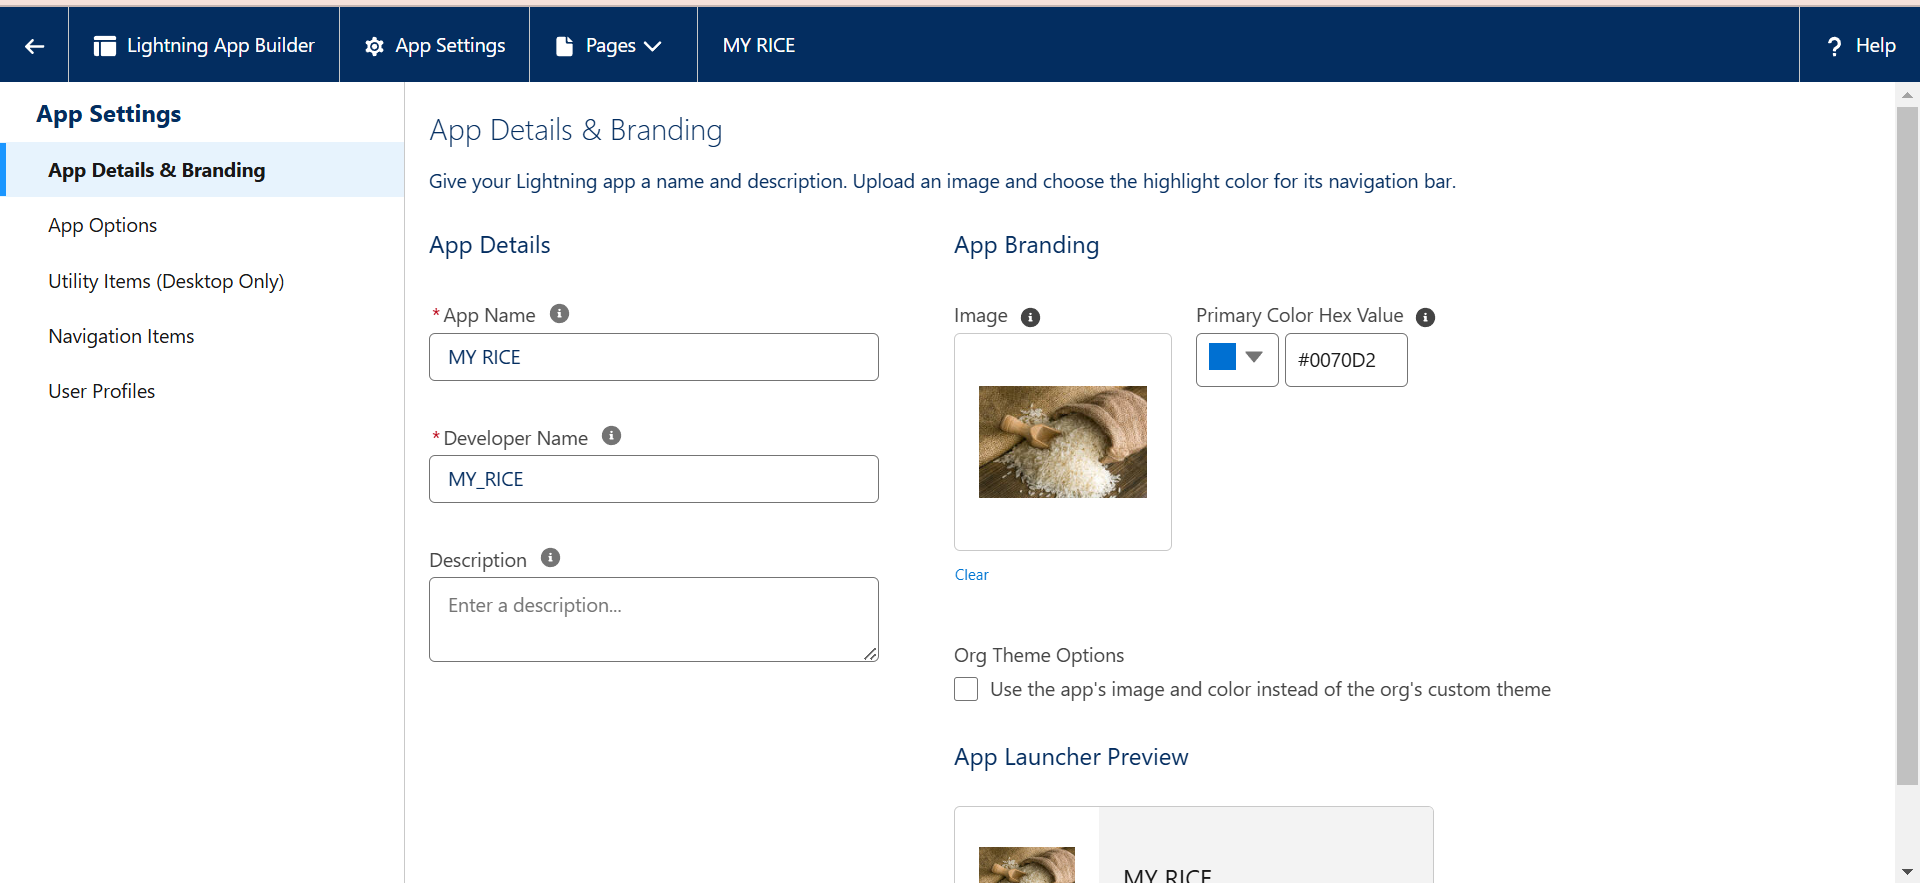 Lightning App Builder
App Settings
Pages
MY RICE
? Help
App Settings
App Details & Branding
App Options
Utility Items (Desktop Only)
Navigation Items
User Profiles
App Details & Branding
Give your Lightning app a name and description. Upload an image and choose the highlight color for its navigation bar.
App Details
* App Name
MY RICE
* Developer Name
MY_RICE
Description
Enter a description...
App Branding
Image
Primary Color Hex Value
#0070D2
Clear
Org Theme Options
Use the app's image and color instead of the org's custom theme
App Launcher Preview
MY RICE